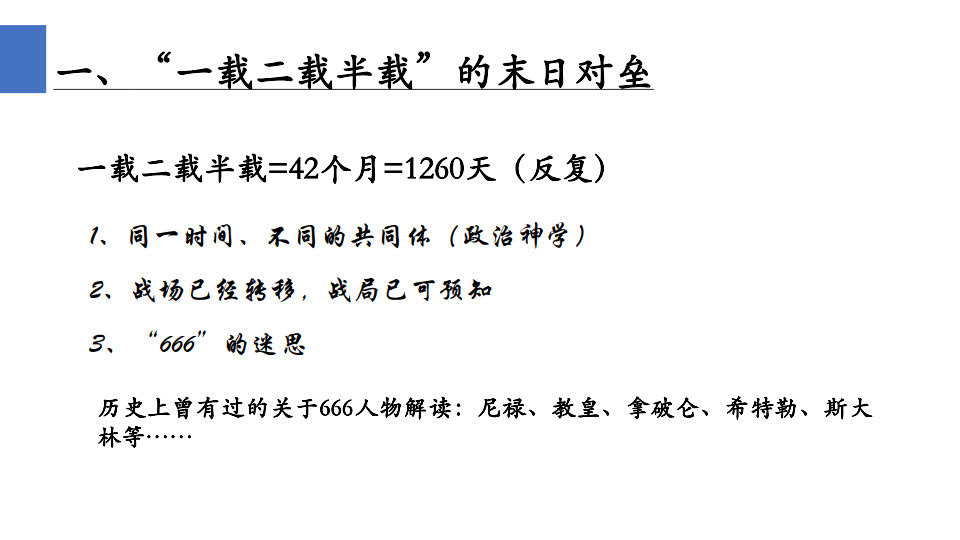 一、“一载二载半载”的末日对垒
一载二载半载=42个月=1260天（反复）
1、同一时间、不同的共同体（政治神学）
2、战场已经转移，战局已可预知
3、“666”的迷思
历史上曾有过的关于666人物解读：尼禄、教皇、拿破仑、希特勒、斯大
林等……